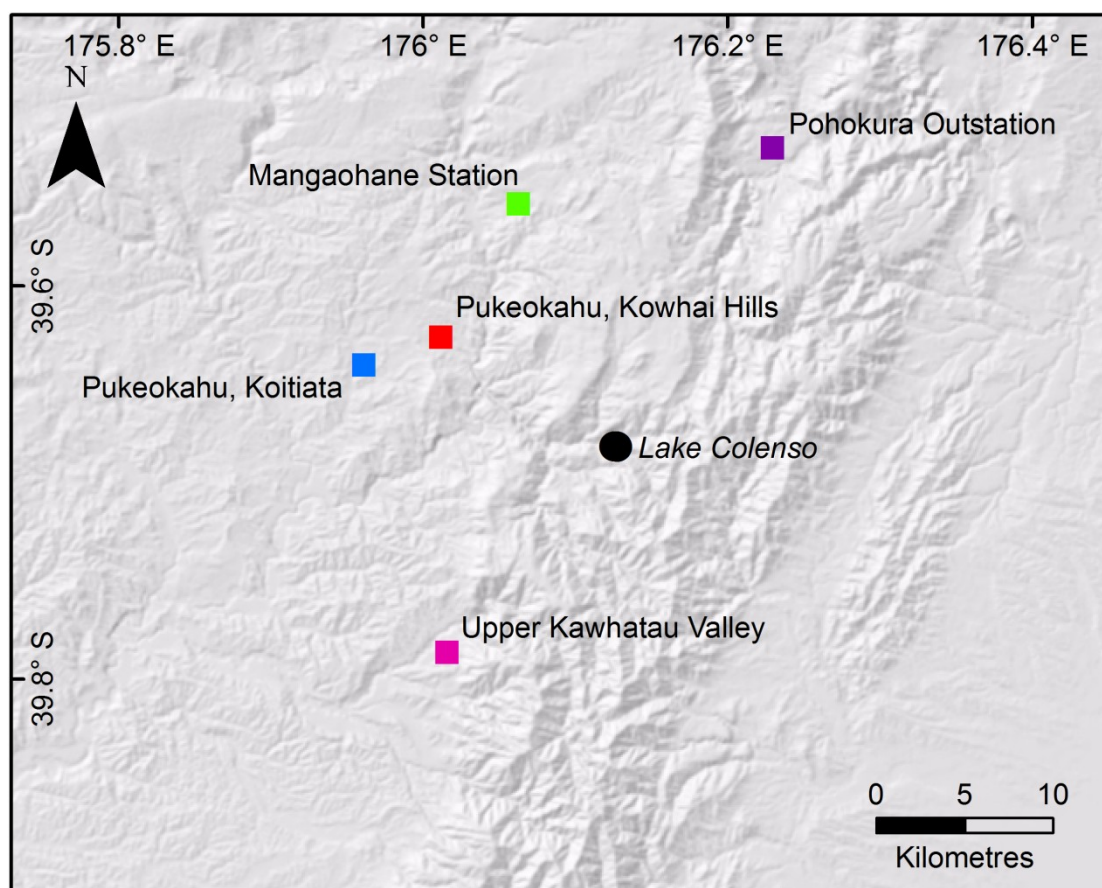 175.8° E
176° E
176.2° E
176.4° E
N
Pohokura Outstation
Mangaohane Station
39.6° S
Pukeokahu, Kowhai Hills
Pukeokahu, Koitiata
Lake Colenso
Upper Kawhatau Valley
39.8° S
0 5 10
Kilometres